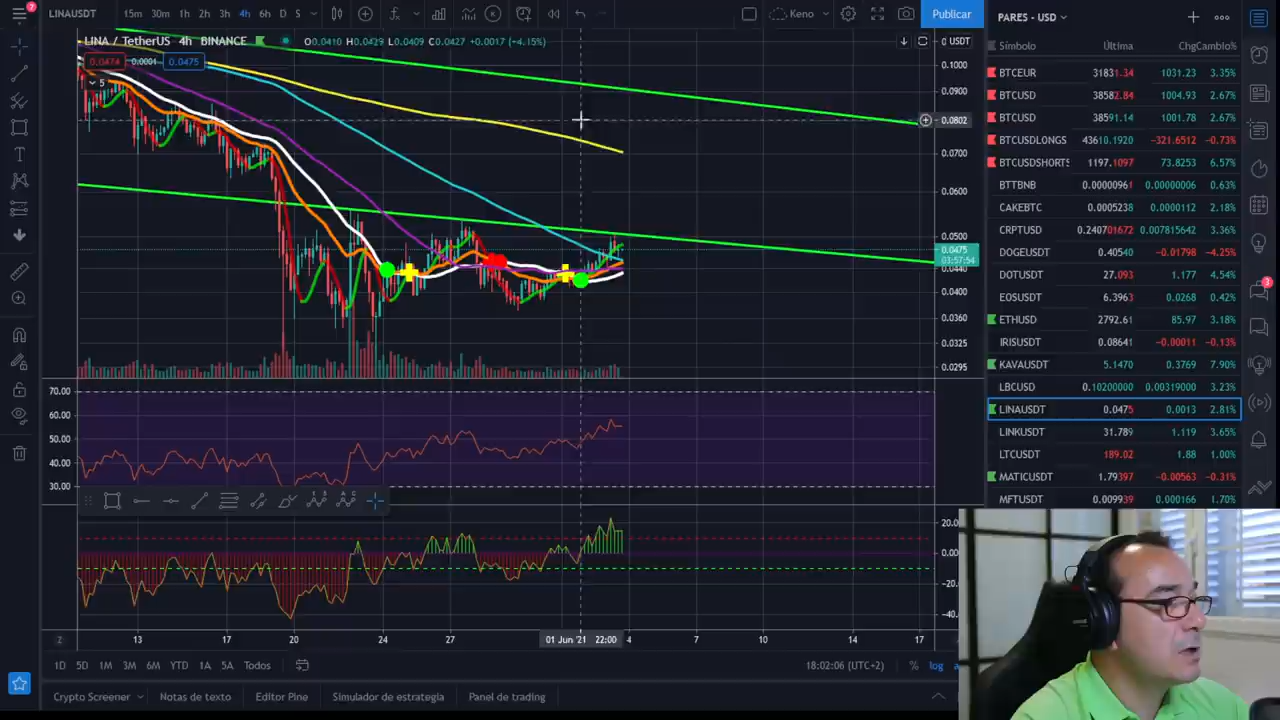 7
LINAUSDT 15m 30m 1h 2h 3h 4h 6h D S Keno Publicar
PARES - USD
LINA / TetherUS 4h BINANCE O0.0410 H0.0429 L0.0409 C0.0427 +0.0017 (+4.15%) USDT
Símbolo Última ChgCambio%
0.0474 0.0001 0.0475
5
0.1000
0.0900
0.0802
0.0700
0.0600
0.0500
0.0475
03:57:54
0.0440
0.0400
0.0360
0.0325
0.0295
BTCEUR 31831.34 1031.23 3.35%
BTCUSD 38582.84 1004.93 2.67%
BTCUSD 38591.14 1001.78 2.67%
BTCUSDLONGS 43610.1920 −321.6512 −0.73%
BTCUSDSHORTS 1197.1097 73.8253 6.57%
BTTBNB 0.0000961 0.00000006 0.63%
CAKEBTC 0.0005238 0.0000112 2.18%
CRPTUSD 0.240701672 0.007815642 3.36%
DOGEUSDT 0.40540 −0.01798 −4.25%
DOTUSDT 27.093 1.177 4.54%
EOSUSDT 6.3963 0.0268 0.42%
3
ETHUSD 2792.61 85.97 3.18%
IRISUSDT 0.08641 −0.00011 −0.13%
KAVAUSDT 5.1470 0.3769 7.90%
LBCUSD 0.10200000 0.00319000 3.23%
LINAUSDT 0.0475 0.0013 2.81%
LINKUSDT 31.789 1.119 3.65%
LTCUSDT 189.02 1.88 1.00%
MATICUSDT 1.79397 −0.00563 −0.31%
MFTUSDT 0.009939 0.000166 1.70%
70.00
60.00
50.00
40.00
30.00
20.00
0.00
−20.00
−40.
13 17 20 24 27 01 Jun '21 22:00 4 7 10 14 17
1D 5D 1M 3M 6M YTD 1A 5A Todos 18:02:06 (UTC+2) % log a
Crypto Screener Notas de texto Editor Pine Simulador de estrategia Panel de trading